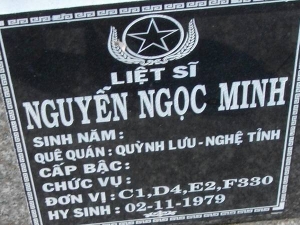 LIỆT SĨ
NGUYỄN NGỌC MINH
SINH NĂM :
QUÊ QUÁN : QUỲNH LƯU - NGHỆ TĨNH
CẤP BẬC :
CHỨC VỤ :
ĐƠN VỊ : C1,D4,E2,F330
HY SINH : 02-11-1979